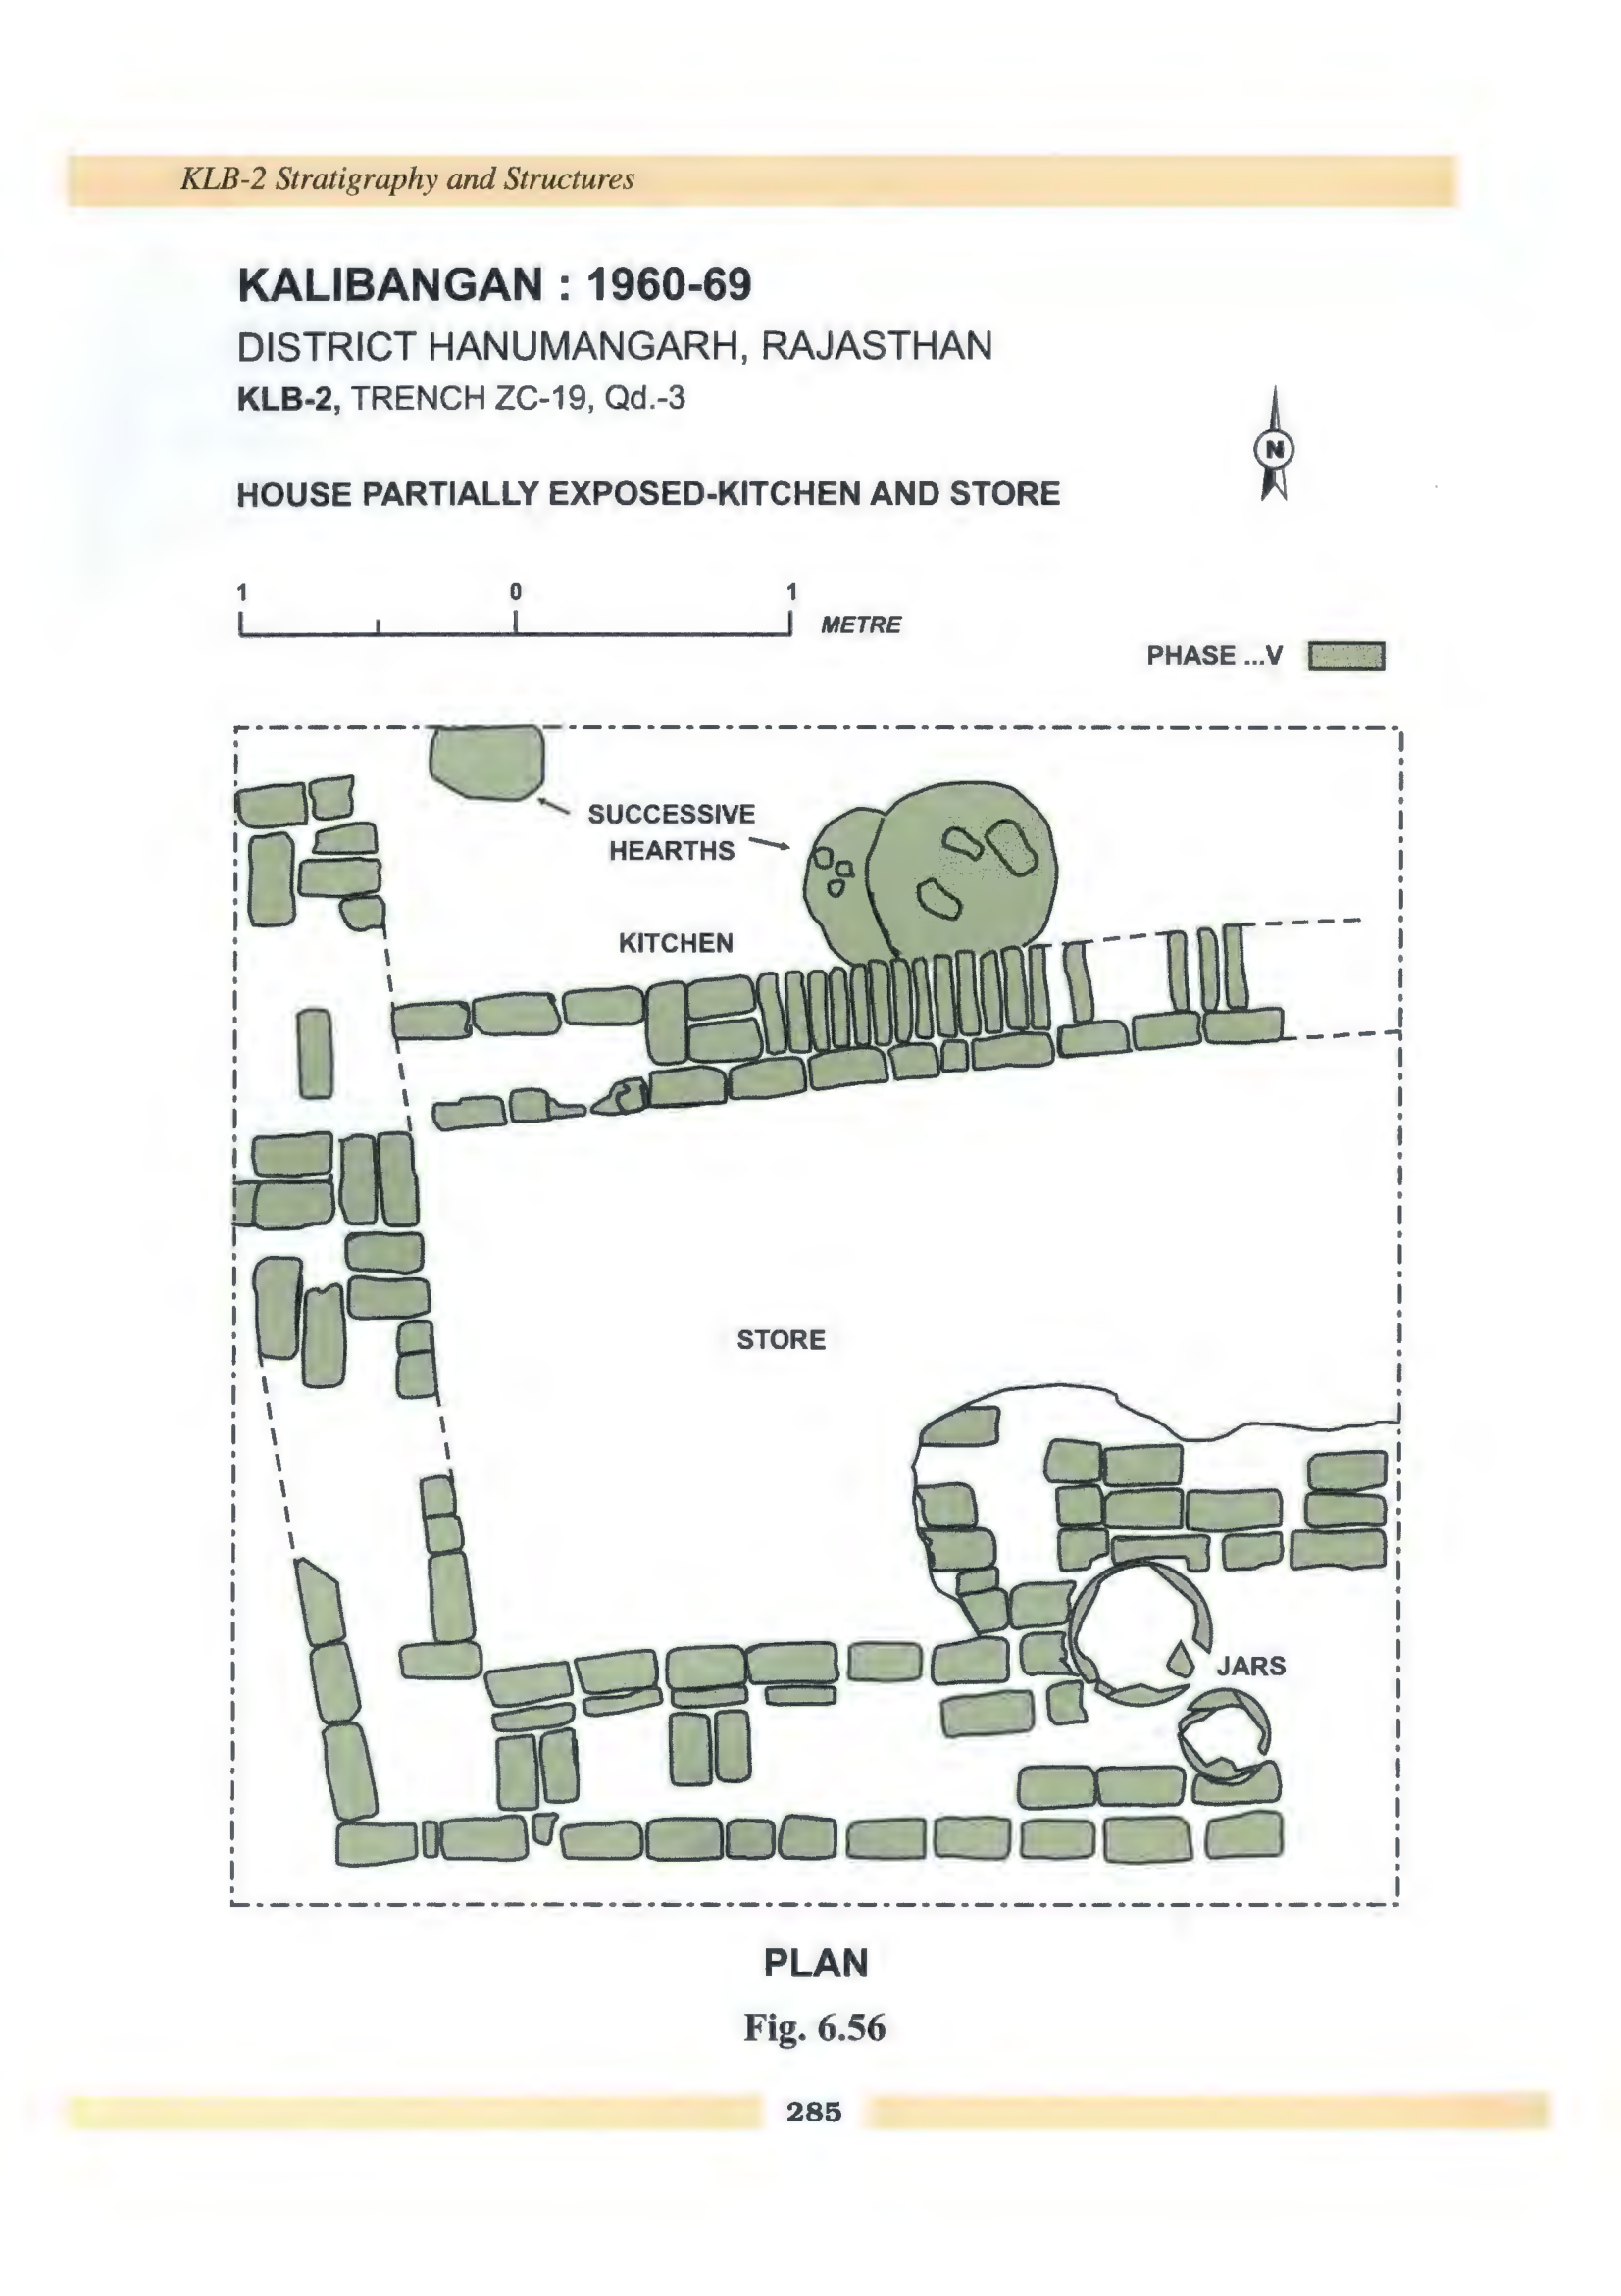 KLB-2 Stratigraphy and Structures
KALIBANGAN : 1960-69
DISTRICT HANUMANGARH, RAJASTHAN
KLB-2, TRENCH ZC-19, Qd.-3
N
HOUSE PARTIALLY EXPOSED-KITCHEN AND STORE
1 0 1
METRE
PHASE ...V
SUCCESSIVE
HEARTHS
KITCHEN
STORE
JARS
PLAN
Fig. 6.56
285